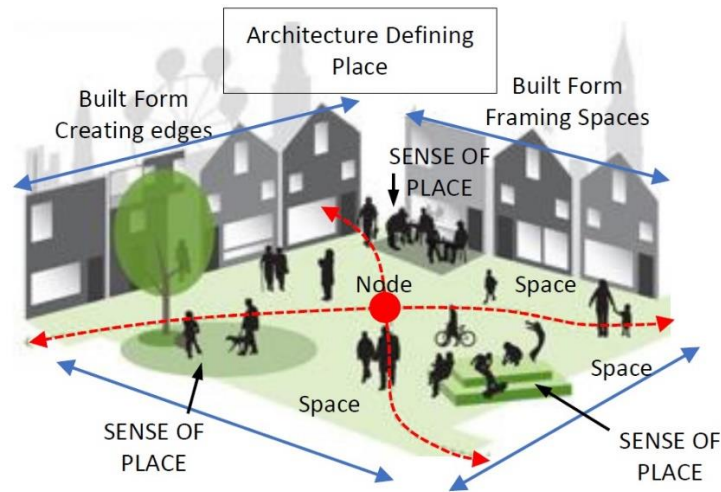 Architecture Defining
Place
Built Form
Creating edges
Built Form
Framing Spaces
SENSE OF
PLACE
Node
Space
Space
Space
SENSE OF
PLACE
SENSE OF
PLACE